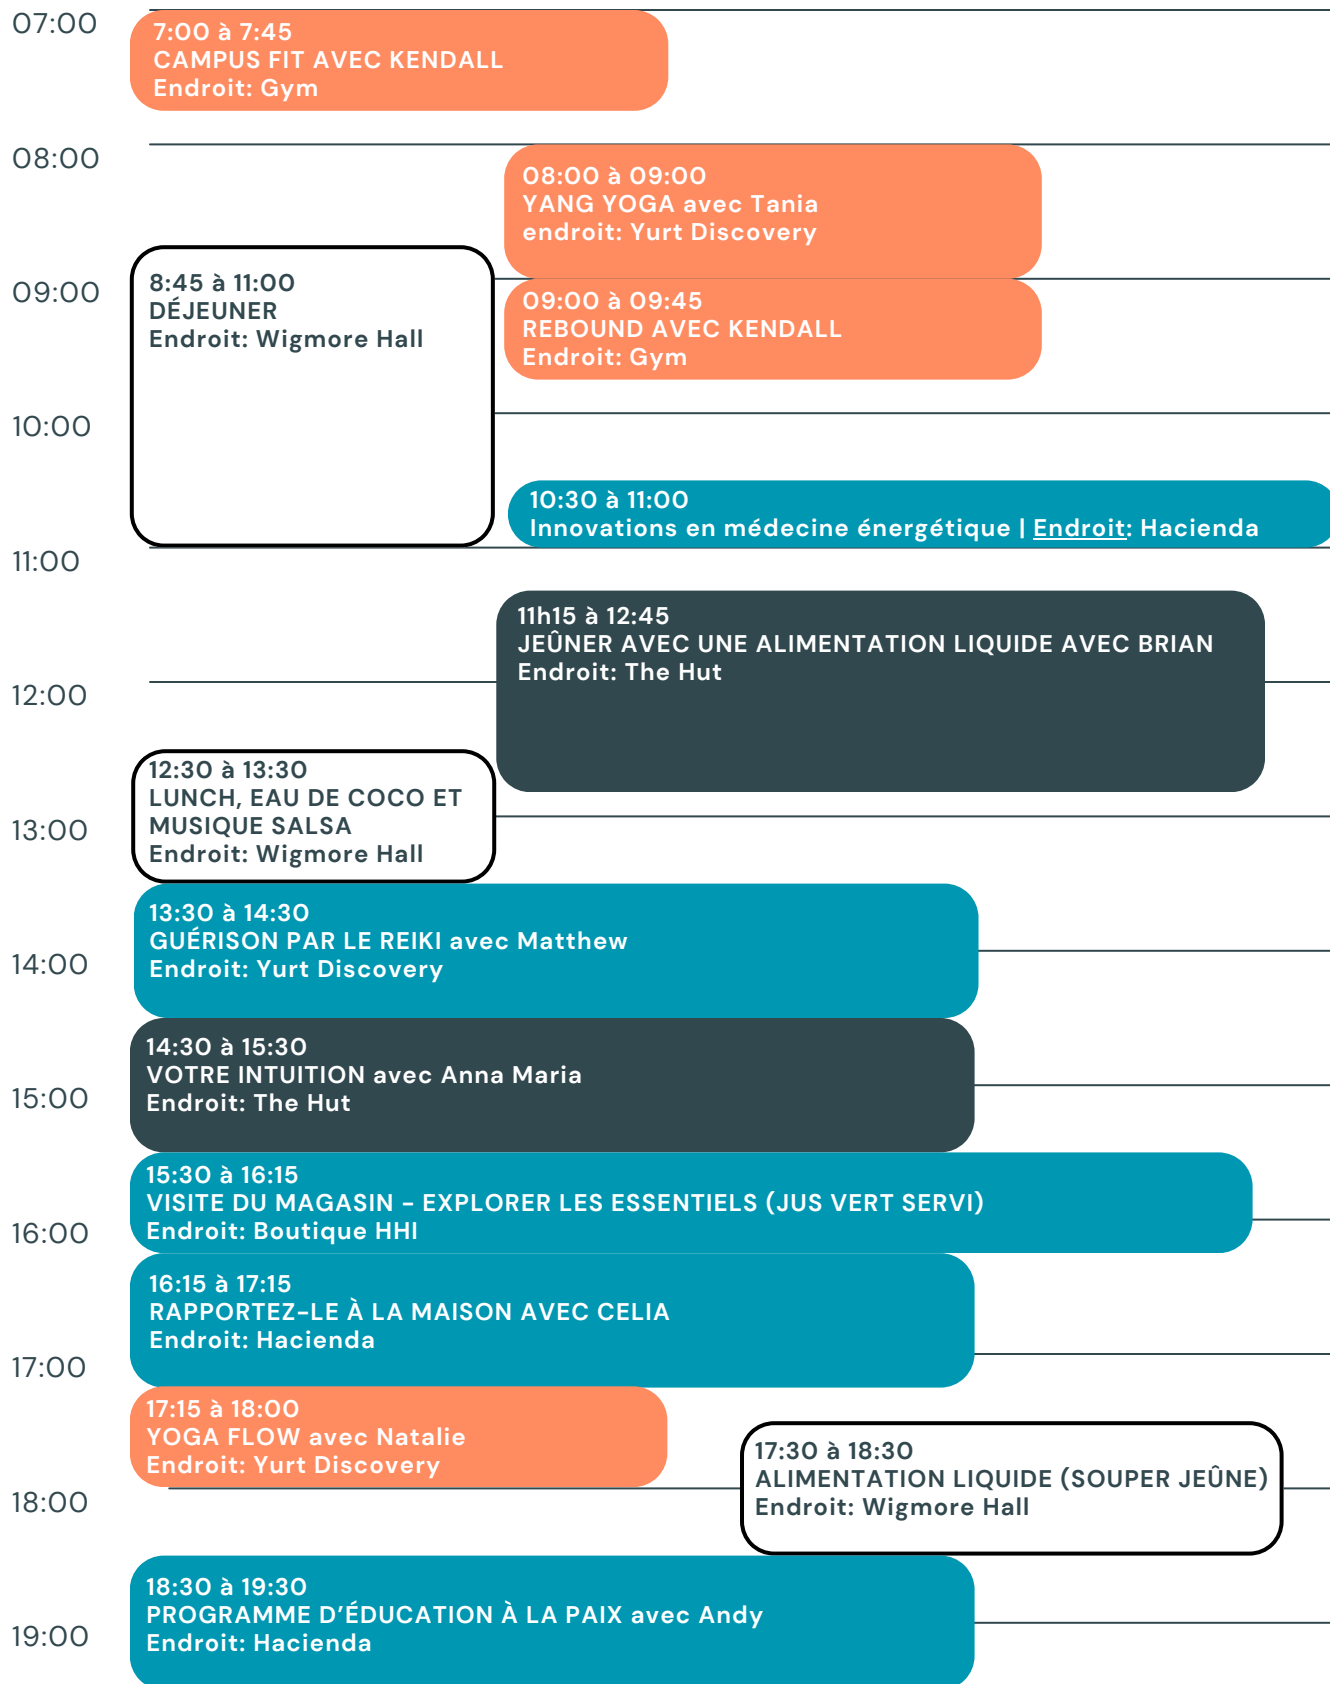 07:00
7:00 à 7:45
CAMPUS FIT AVEC KENDALL
Endroit: Gym
08:00
08:00 à 09:00
YANG YOGA avec Tania
endroit: Yurt Discovery
09:00
8:45 à 11:00
DÉJEUNER
Endroit: Wigmore Hall
09:00 à 09:45
REBOUND AVEC KENDALL
Endroit: Gym
10:00
10:30 à 11:00
Innovations en médecine énergétique | Endroit: Hacienda
11:00
11h15 à 12:45
JEÛNER AVEC UNE ALIMENTATION LIQUIDE AVEC BRIAN
Endroit: The Hut
12:00
12:30 à 13:30
LUNCH, EAU DE COCO ET
MUSIQUE SALSA
Endroit: Wigmore Hall
13:00
13:30 à 14:30
GUÉRISON PAR LE REIKI avec Matthew
Endroit: Yurt Discovery
14:00
14:30 à 15:30
VOTRE INTUITION avec Anna Maria
Endroit: The Hut
15:00
15:30 à 16:15
VISITE DU MAGASIN - EXPLORER LES ESSENTIELS (JUS VERT SERVI)
Endroit: Boutique HHI
16:00
16:15 à 17:15
RAPPORTEZ-LE À LA MAISON AVEC CELIA
Endroit: Hacienda
17:00
17:15 à 18:00
YOGA FLOW avec Natalie
Endroit: Yurt Discovery
17:30 à 18:30
ALIMENTATION LIQUIDE (SOUPER JEÛNE)
Endroit: Wigmore Hall
18:00
18:30 à 19:30
PROGRAMME D'ÉDUCATION À LA PAIX avec Andy
Endroit: Hacienda
19:00